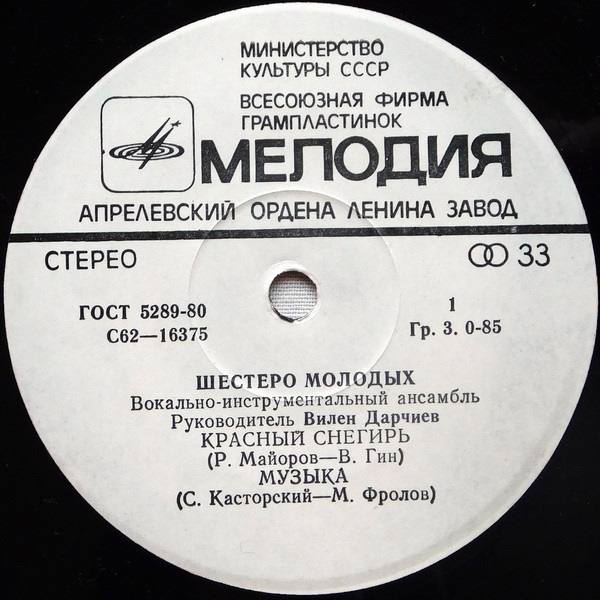 МИНИСТЕРСТВО
КУЛЬТУРЫ СССР
ВСЕСОЮЗНАЯ ФИРМА
ГРАМПЛАСТИНОК
МЕЛОДИЯ
АПРЕЛЕВСКИЙ ОРДЕНА ЛЕНИНА ЗАВОД
СТЕРЕО
33
ГОСТ 5289-80
С62—16375
1
Гр. 3. 0-85
ШЕСТЕРО МОЛОДЫХ
Вокально-инструментальный ансамбль
Руководитель Вилен Дарчиев
КРАСНЫЙ СНЕГИРЬ
(Р. Майоров—В. Гин)
МУЗЫКА
(С. Касторский—М. Фролов)